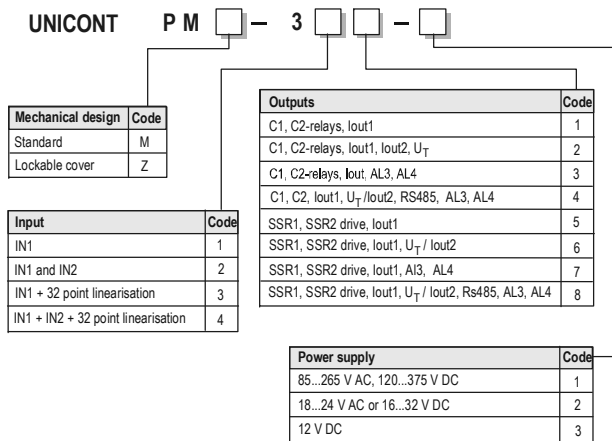 UNICONT PM – 3 –
Mechanical design Code
Standard M
Lockable cover Z
Input Code
IN1 1
IN1 and IN2 2
IN1 + 32 point linearisation 3
IN1 + IN2 + 32 point linearisation 4
Outputs Code
C1, C2-relays, Iout1 1
C1, C2-relays, Iout1, Iout2, UT 2
C1, C2-relays, Iout, AL3, AL4 3
C1, C2, Iout1, UT /Iout2, RS485, AL3, AL4 4
SSR1, SSR2 drive, Iout1 5
SSR1, SSR2 drive, Iout1, UT / Iout2 6
SSR1, SSR2 drive, Iout1, Al3, AL4 7
SSR1, SSR2 drive, Iout1, UT / Iout2, Rs485, AL3, AL4 8
Power supply Code
85...265 V AC, 120...375 V DC 1
18...24 V AC or 16...32 V DC 2
12 V DC 3